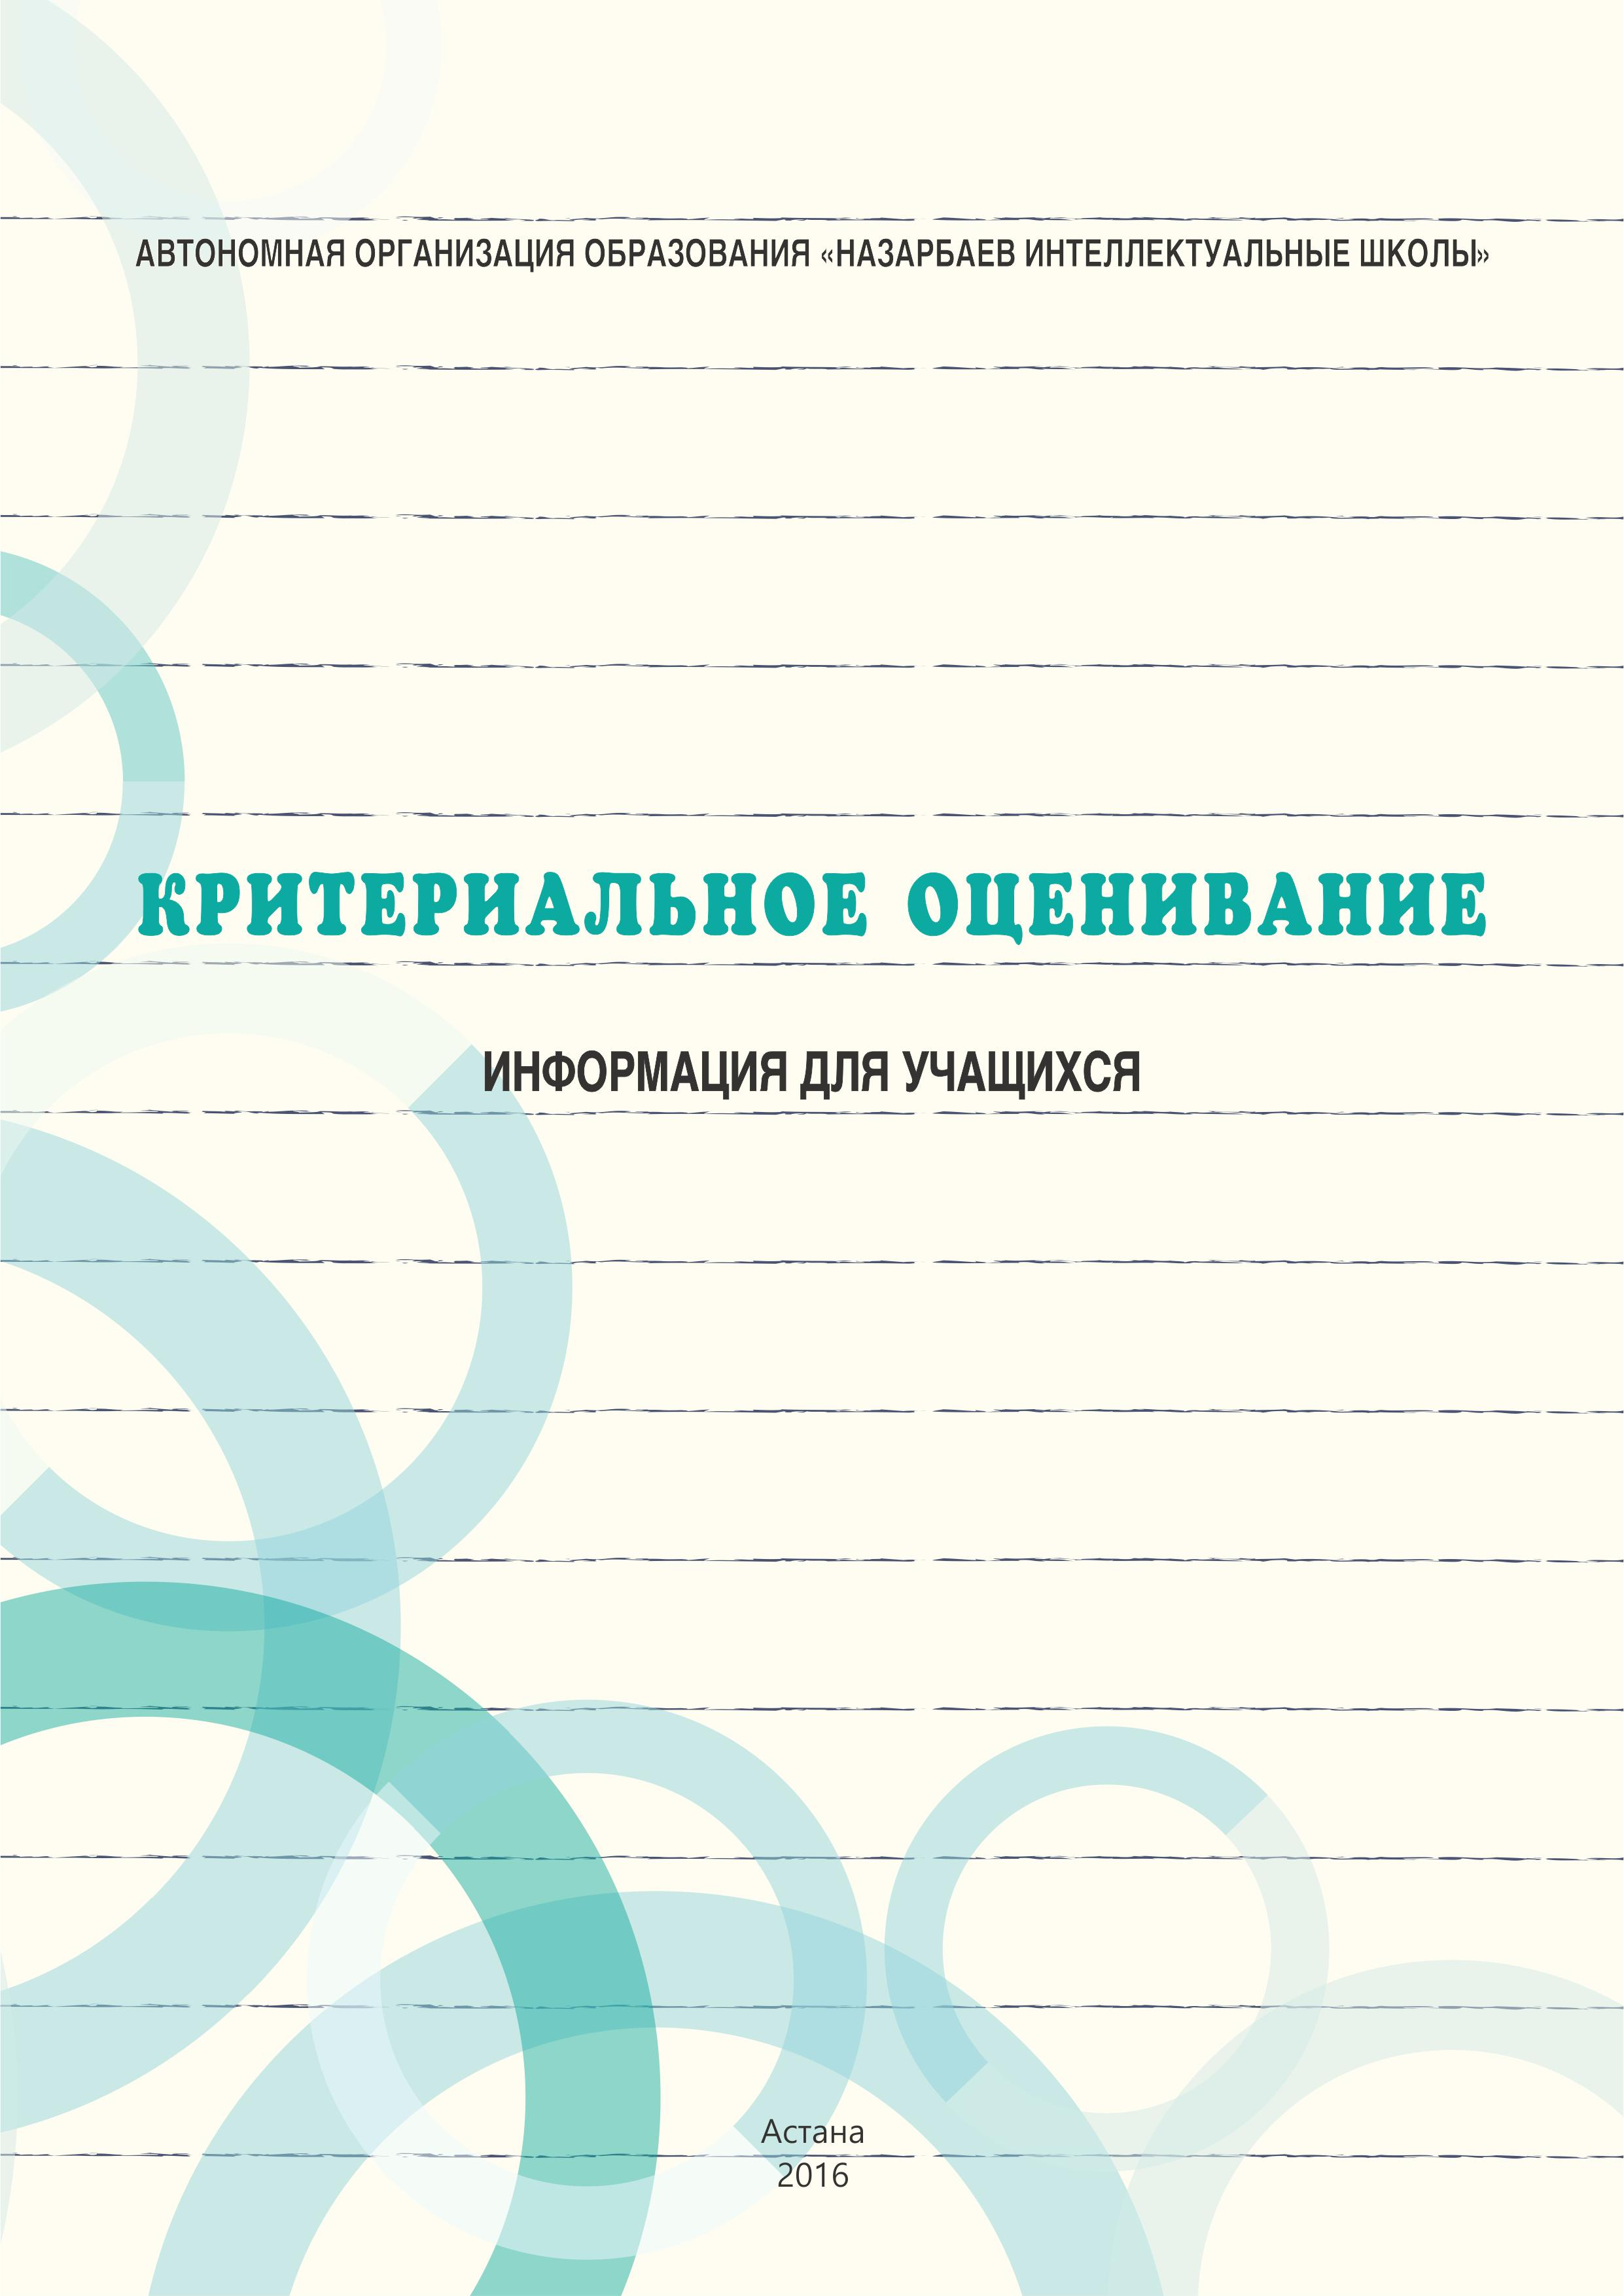 АВТОНОМНАЯ ОРГАНИЗАЦИЯ ОБРАЗОВАНИЯ «НАЗАРБАЕВ ИНТЕЛЛЕКТУАЛЬНЫЕ ШКОЛЫ»
КРИТЕРИАЛЬНОЕ ОЦЕНИВАНИЕ
ИНФОРМАЦИЯ ДЛЯ УЧАЩИХСЯ
Астана
2016